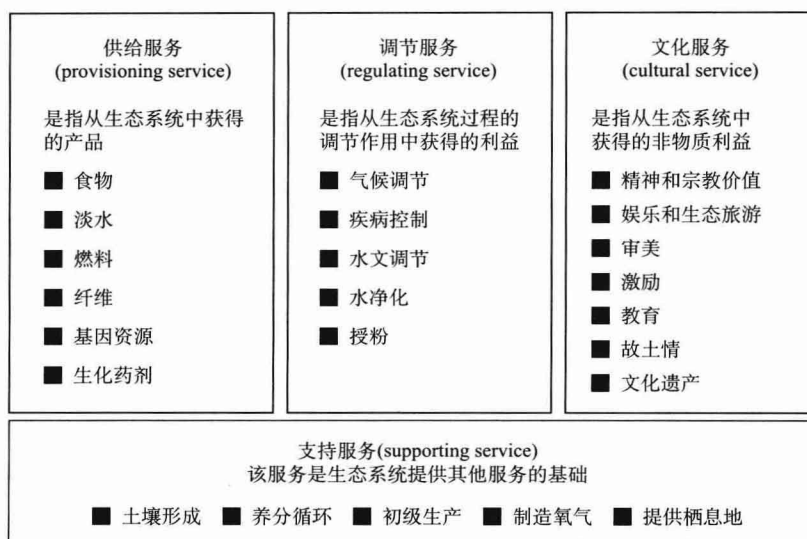 供给服务
(provisioning service)
是指从生态系统中获得
的产品
食物
淡水
燃料
纤维
基因资源
生化药剂
调节服务
(regulating service)
是指从生态系统过程的
调节作用中获得的利益
气候调节
疾病控制
水文调节
水净化
授粉
文化服务
(cultural service)
是指从生态系统中
获得的非物质利益
精神和宗教价值
娱乐和生态旅游
审美
激励
教育
故土情
文化遗产
支持服务(supporting service)
该服务是生态系统提供其他服务的基础
土壤形成 养分循环 初级生产 制造氧气 提供栖息地